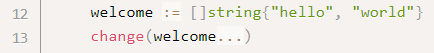 12 welcome := []string{"hello", "world"}
13 change(welcome...)